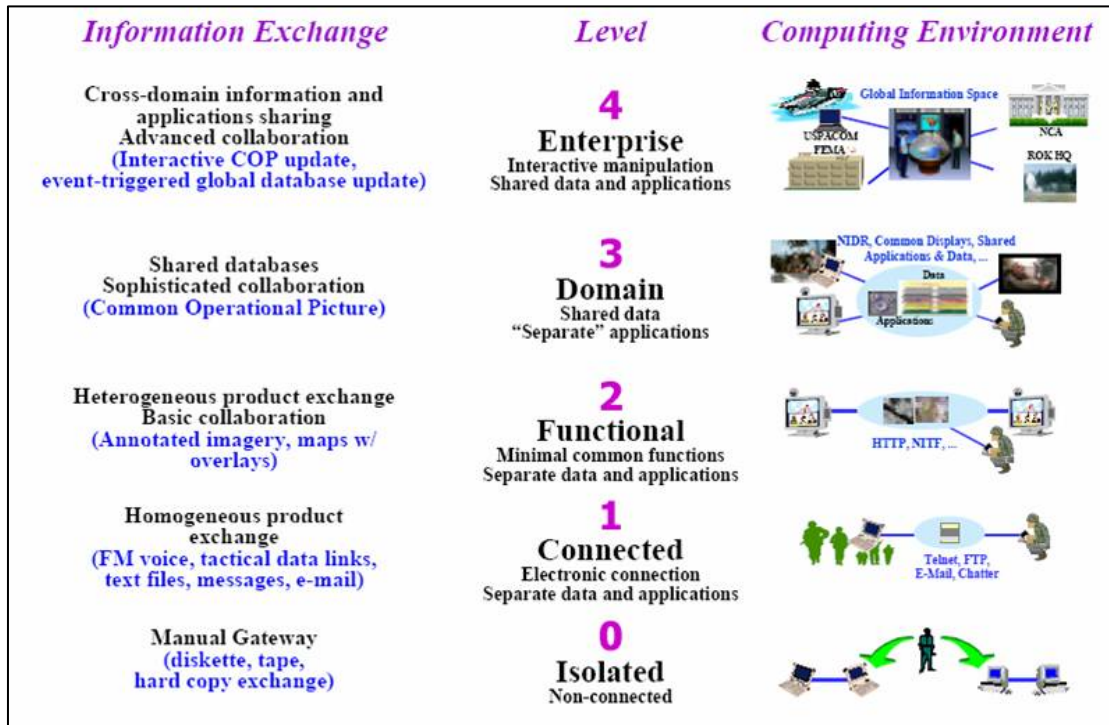 Information Exchange
Level
Computing Environment
Cross-domain information and
applications sharing
Advanced collaboration
(Interactive COP update,
event-triggered global database update)
4
Enterprise
Interactive manipulation
Shared data and applications
Global Information Space
USPACOM
FEMA
NCA
ROK HQ
Shared databases
Sophisticated collaboration
(Common Operational Picture)
3
Domain
Shared data
“Separate” applications
NIDR, Common Displays, Shared
Applications & Data, ...
Data
Applications
Heterogeneous product exchange
Basic collaboration
(Annotated imagery, maps w/
overlays)
2
Functional
Minimal common functions
Separate data and applications
HTTP, NITF, ...
Homogeneous product
exchange
(FM voice, tactical data links,
text files, messages, e-mail)
1
Connected
Electronic connection
Separate data and applications
Telnet, FTP,
E-Mail, Chatter
Manual Gateway
(diskette, tape,
hard copy exchange)
0
Isolated
Non-connected